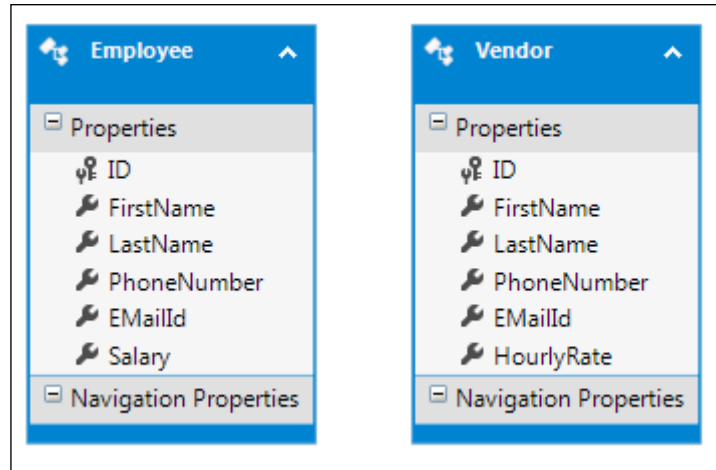 Employee
Properties
ID
FirstName
LastName
PhoneNumber
EMailId
Salary
Navigation Properties
Vendor
Properties
ID
FirstName
LastName
PhoneNumber
EMailId
HourlyRate
Navigation Properties